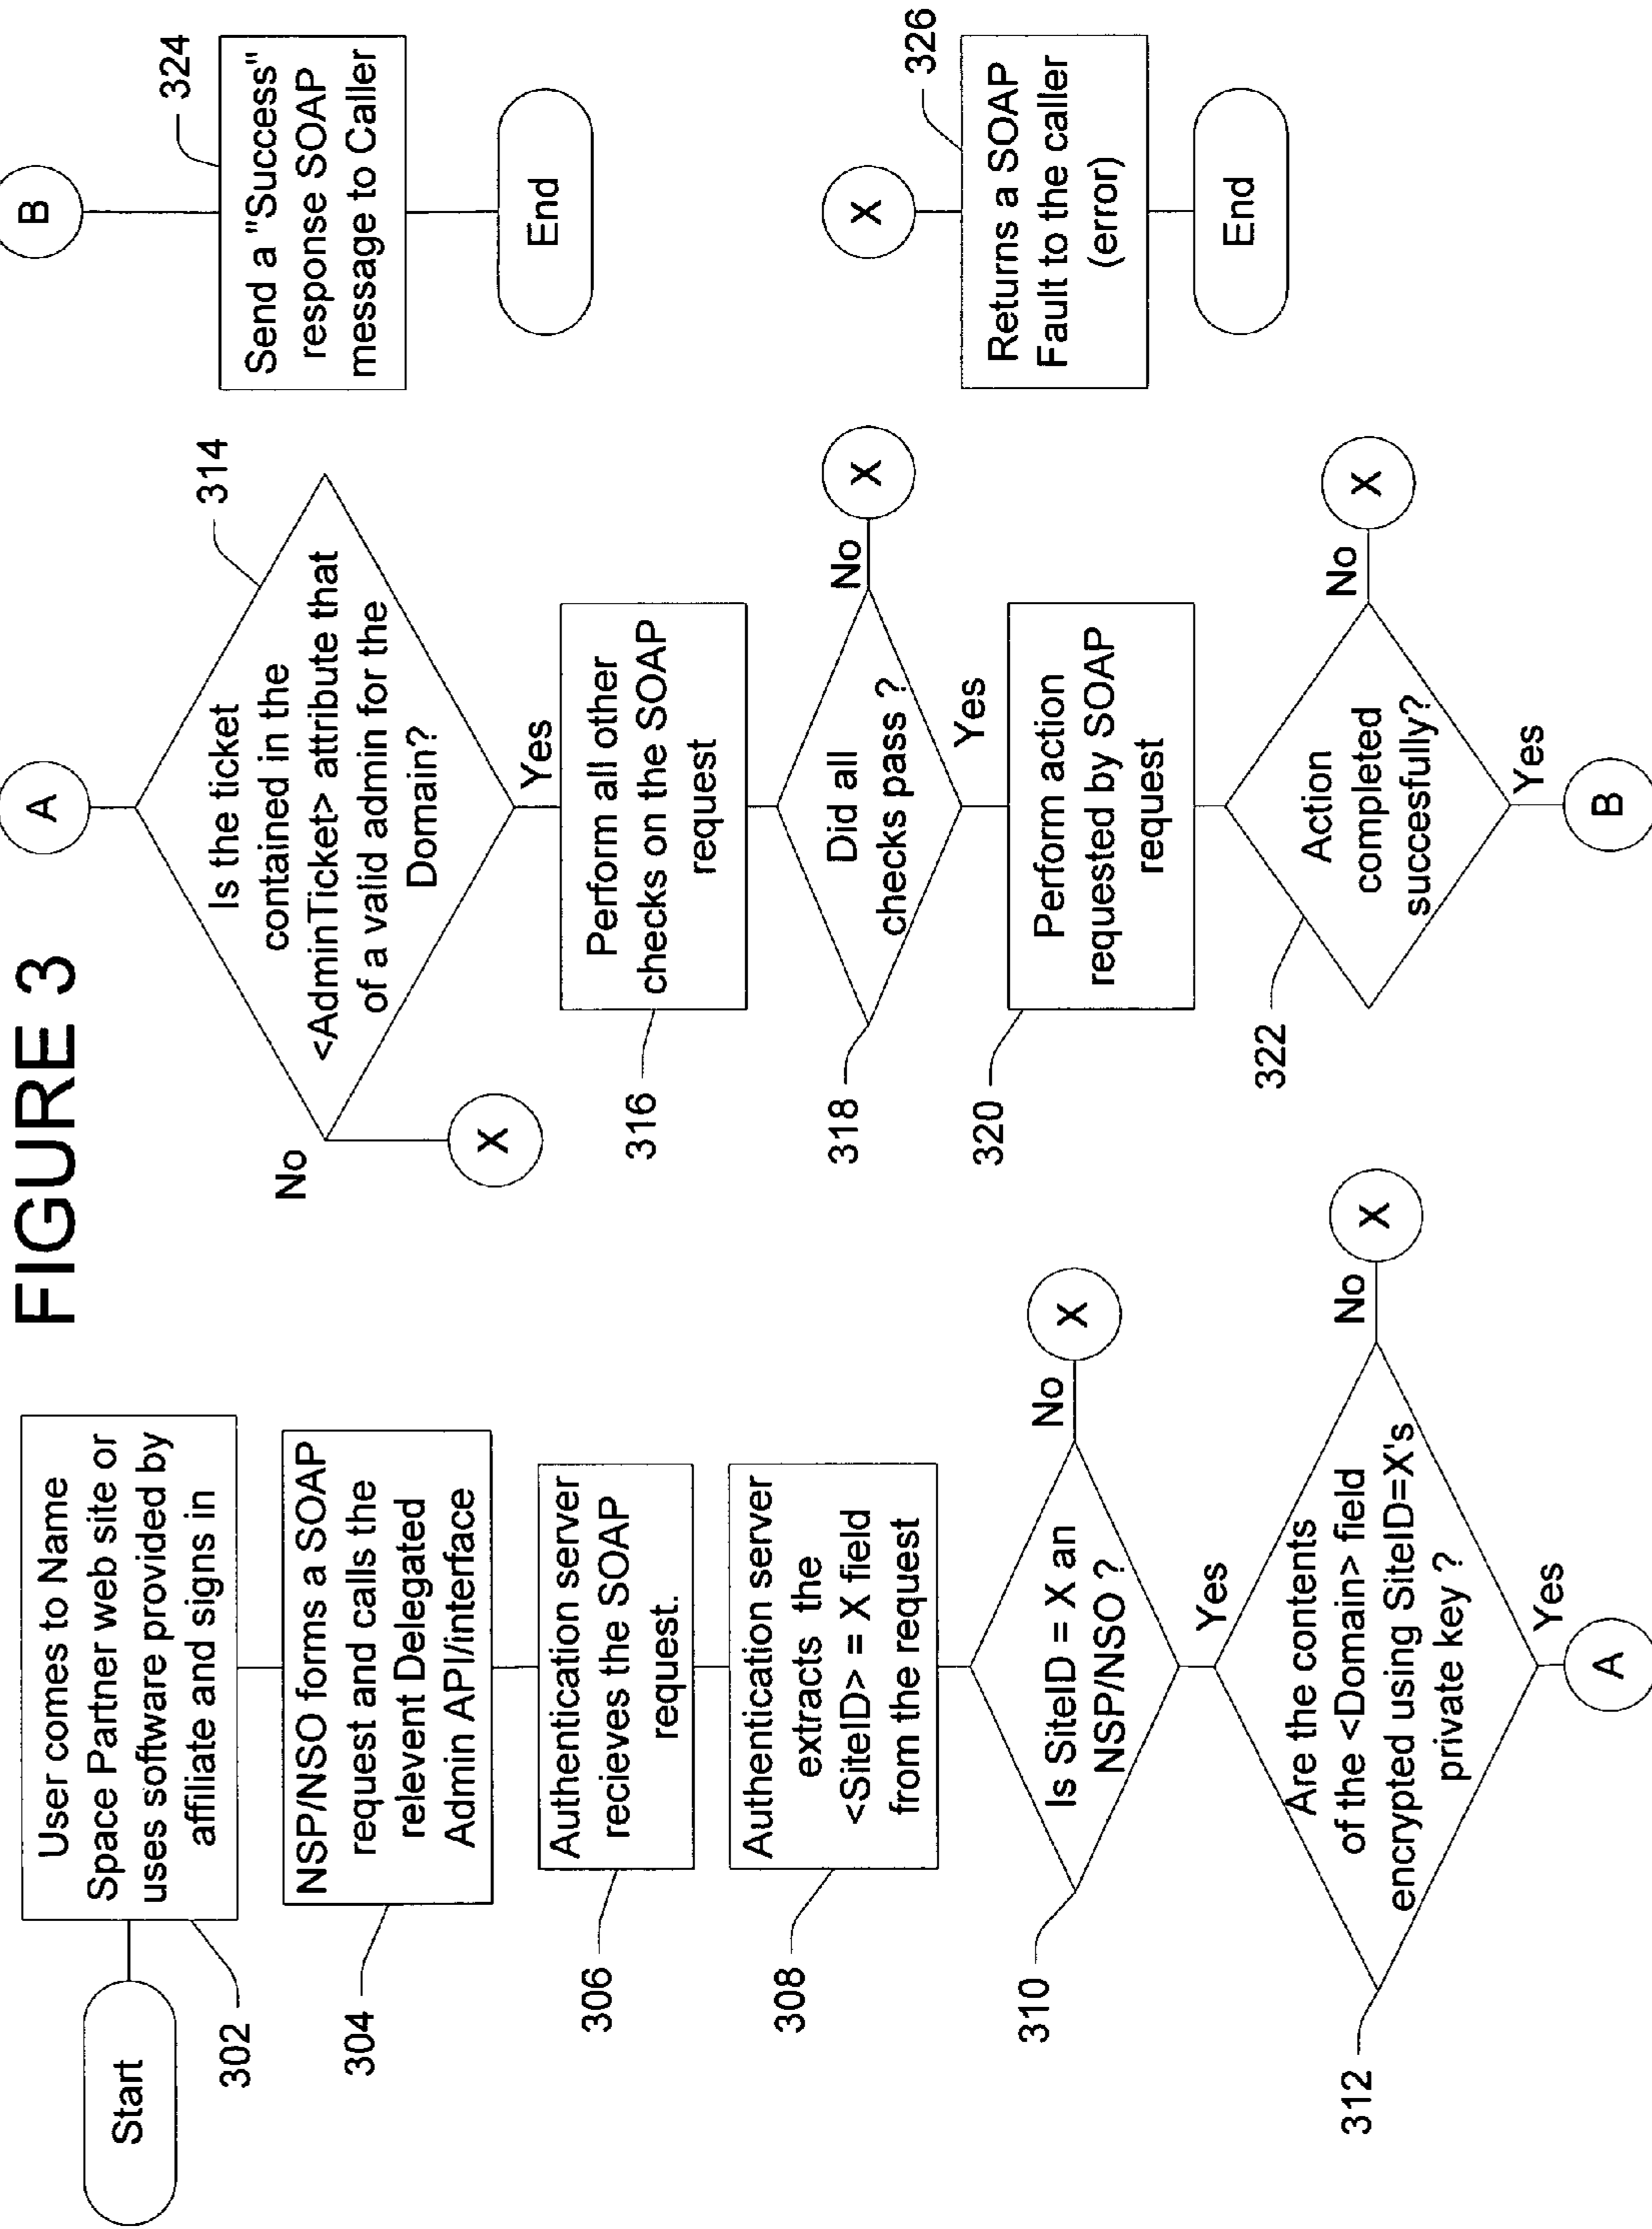 FIGURE 3
Start
User comes to Name
Space Partner web site or
uses software provided by
affiliate and signs in
302
NSP/NSO forms a SOAP
request and calls the
relevent Delegated
Admin API/interface
304
Authentication server
recieves the SOAP
request.
306
Authentication server
extracts the
<SiteID> = X field
from the request
308
Is SiteID = X an
NSP/NSO ?
310
No
X
Yes
Are the contents
of the <Domain> field
encrypted using SiteID=X's
private key ?
312
No
X
Yes
A
A
Is the ticket
contained in the
<AdminTicket> attribute that
of a valid admin for the
Domain?
314
No
X
Yes
Perform all other
checks on the SOAP
request
316
Did all
checks pass ?
318
No
X
Yes
Perform action
requested by SOAP
request
320
Action
completed
succesfully?
322
No
X
Yes
B
B
Send a "Success"
response SOAP
message to Caller
324
End
X
Returns a SOAP
Fault to the caller
(error)
326
End